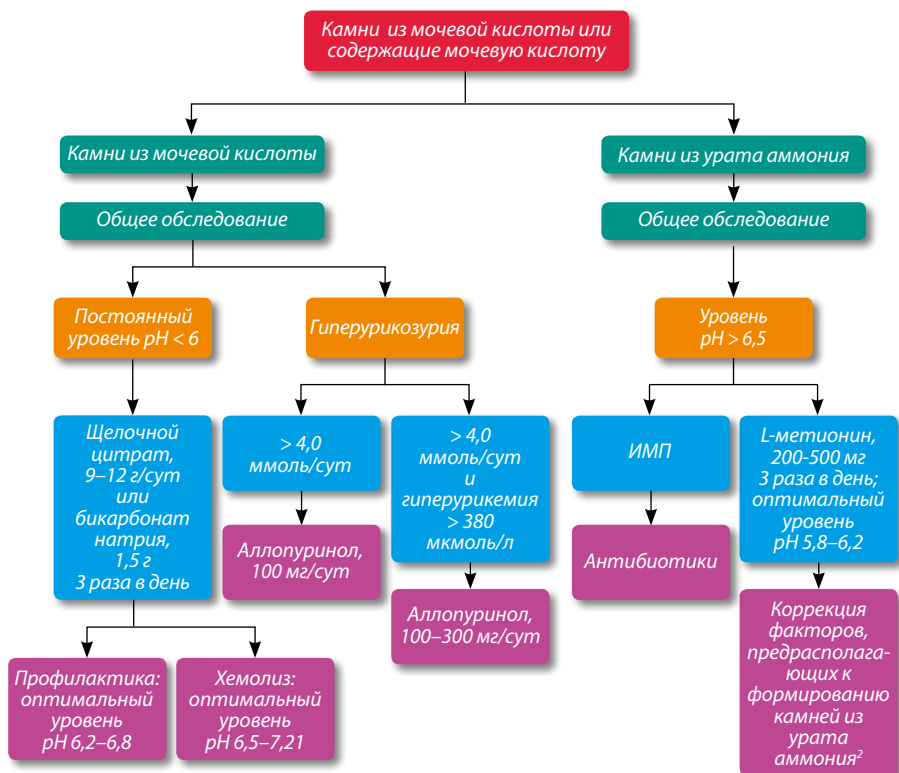 Камни из мочевой кислоты или
содержащие мочевую кислоту
Камни из мочевой кислоты
Камни из урата аммония
Общее обследование
Общее обследование
Постоянный
уровень pH < 6
Гиперурикозурия
Уровень
pH > 6,5
Щелочной
цитрат,
9–12 г/сут
или
бикарбонат
натрия,
1,5 г
3 раза в день
> 4,0
ммоль/сут
> 4,0
ммоль/сут
и
гиперурикемия
> 380
мкмоль/л
ИМП
L-метионин,
200-500 мг
3 раза в день;
оптимальный
уровень
pH 5,8–6,2
Аллопуринол,
100 мг/сут
Антибиотики
Аллопуринол,
100–300 мг/сут
Коррекция
факторов,
предрасполага-
ющих к
формированию
камней из
урата
аммония²
Профилактика:
оптимальный
уровень
pH 6,2–6,8
Хемолиз:
оптимальный
уровень
pH 6,5–7,21